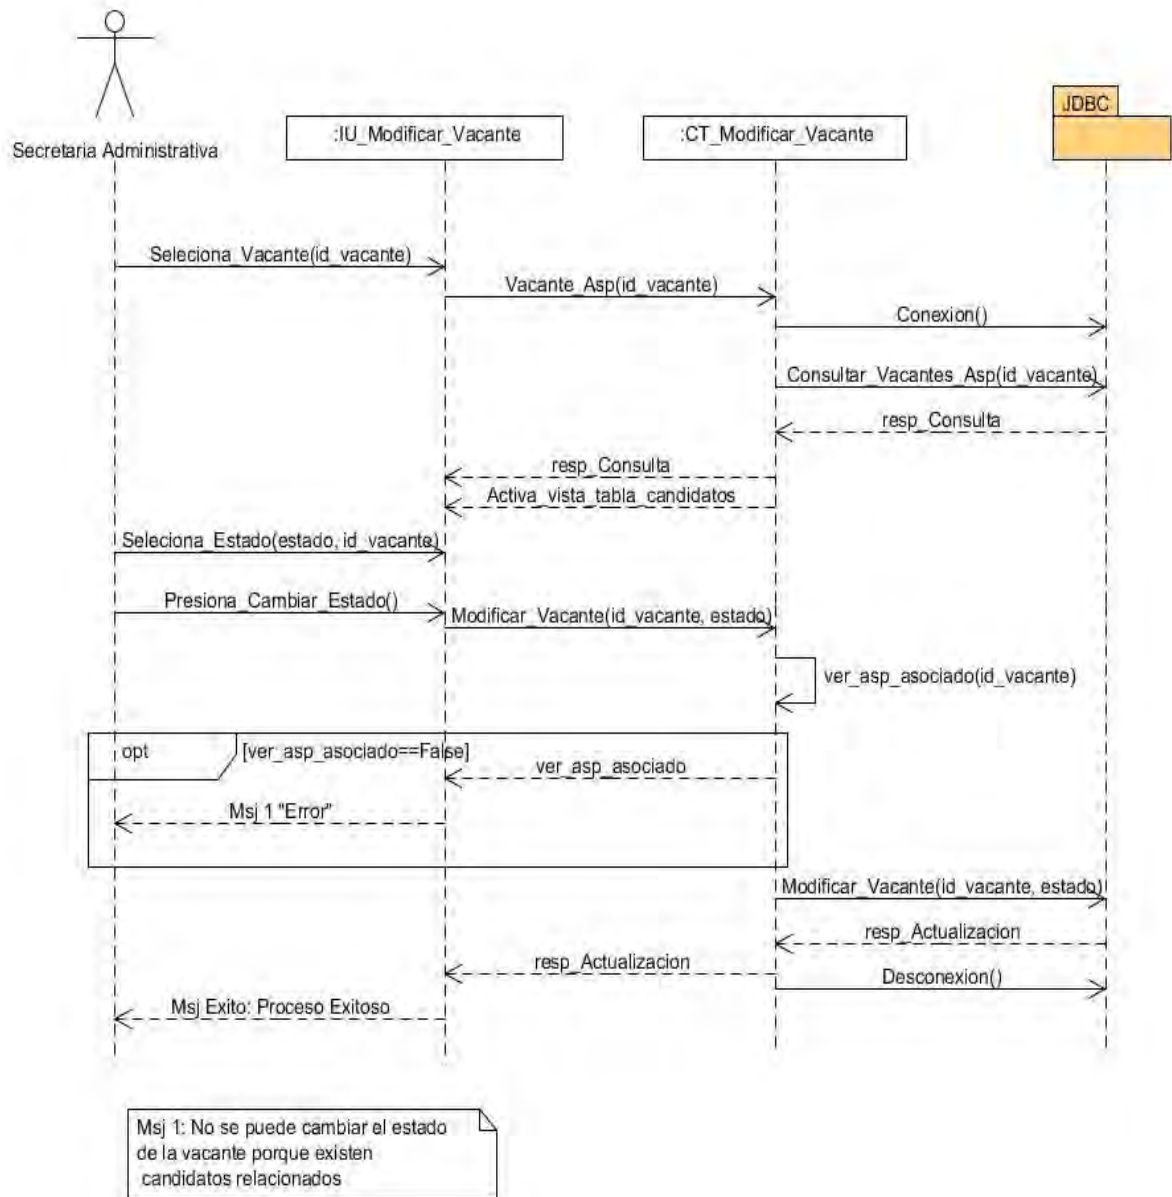 JDBC
Secretaria Administrativa
:IU_Modificar_Vacante
:CT_Modificar_Vacante
Seleciona_Vacante(id_vacante)
Vacante_Asp(id_vacante)
Conexion()
Consultar_Vacantes_Asp(id_vacante)
resp_Consulta
resp_Consulta
Activa_vista_tabla_candidatos
Seleciona_Estado(estado, id_vacante)
Presiona_Cambiar_Estado()
Modificar_Vacante(id_vacante, estado)
ver_asp_asociado(id_vacante)
opt
[ver_asp_asociado==False]
ver_asp_asociado
Msj 1 "Error"
Modificar_Vacante(id_vacante, estado)
resp_Actualizacion
resp_Actualizacion
Desconexion()
Msj Exito: Proceso Exitoso
Msj 1: No se puede cambiar el estado
de la vacante porque existen
candidatos relacionados